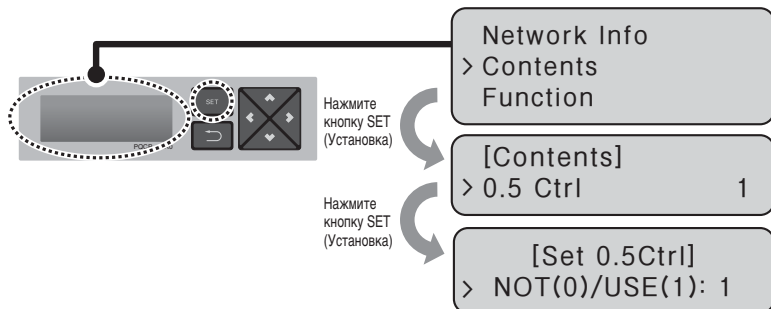 Network Info
> Contents
Function
SET
Нажмите
кнопку SET
(Установка)
[Contents]
> 0.5 Ctrl 1
Нажмите
кнопку SET
(Установка)
[Set 0.5Ctrl]
> NOT(0)/USE(1): 1